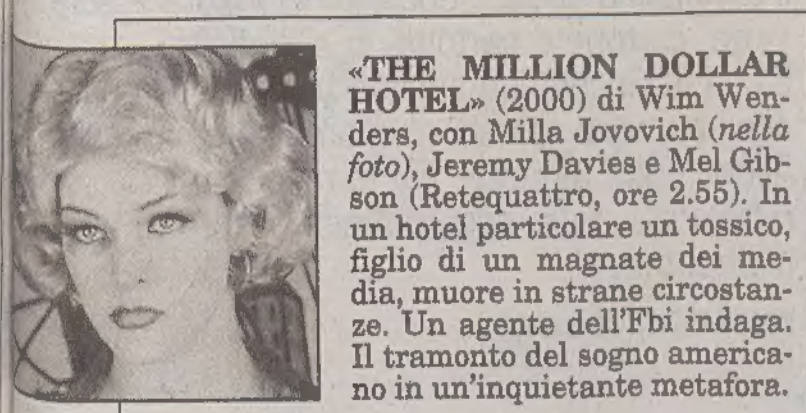 «THE MILLION DOLLAR
HOTEL» (2000) di Wim Wen-
ders, con Milla Jovovich (nella
foto), Jeremy Davies e Mel Gib-
son (Retequattro, ore 2.55). In
un hotel particolare un tossico,
figlio di un magnate dei me-
dia, muore in strane circostan-
ze. Un agente dell'Fbi indaga.
Il tramonto del sogno america-
no in un'inquietante metafora.